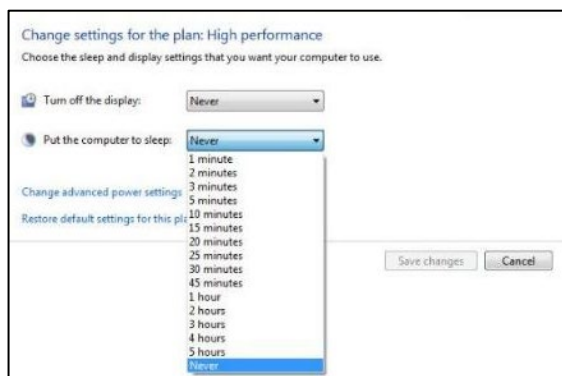 Change settings for the plan: High performance
Choose the sleep and display settings that you want your computer to use.
Turn off the display: Never
Put the computer to sleep: Never
1 minute
2 minutes
3 minutes
5 minutes
Change advanced power settings
10 minutes
Restore default settings for this pla
15 minutes
20 minutes
25 minutes
30 minutes
45 minutes
1 hour
2 hours
3 hours
4 hours
5 hours
Never
Save changes Cancel